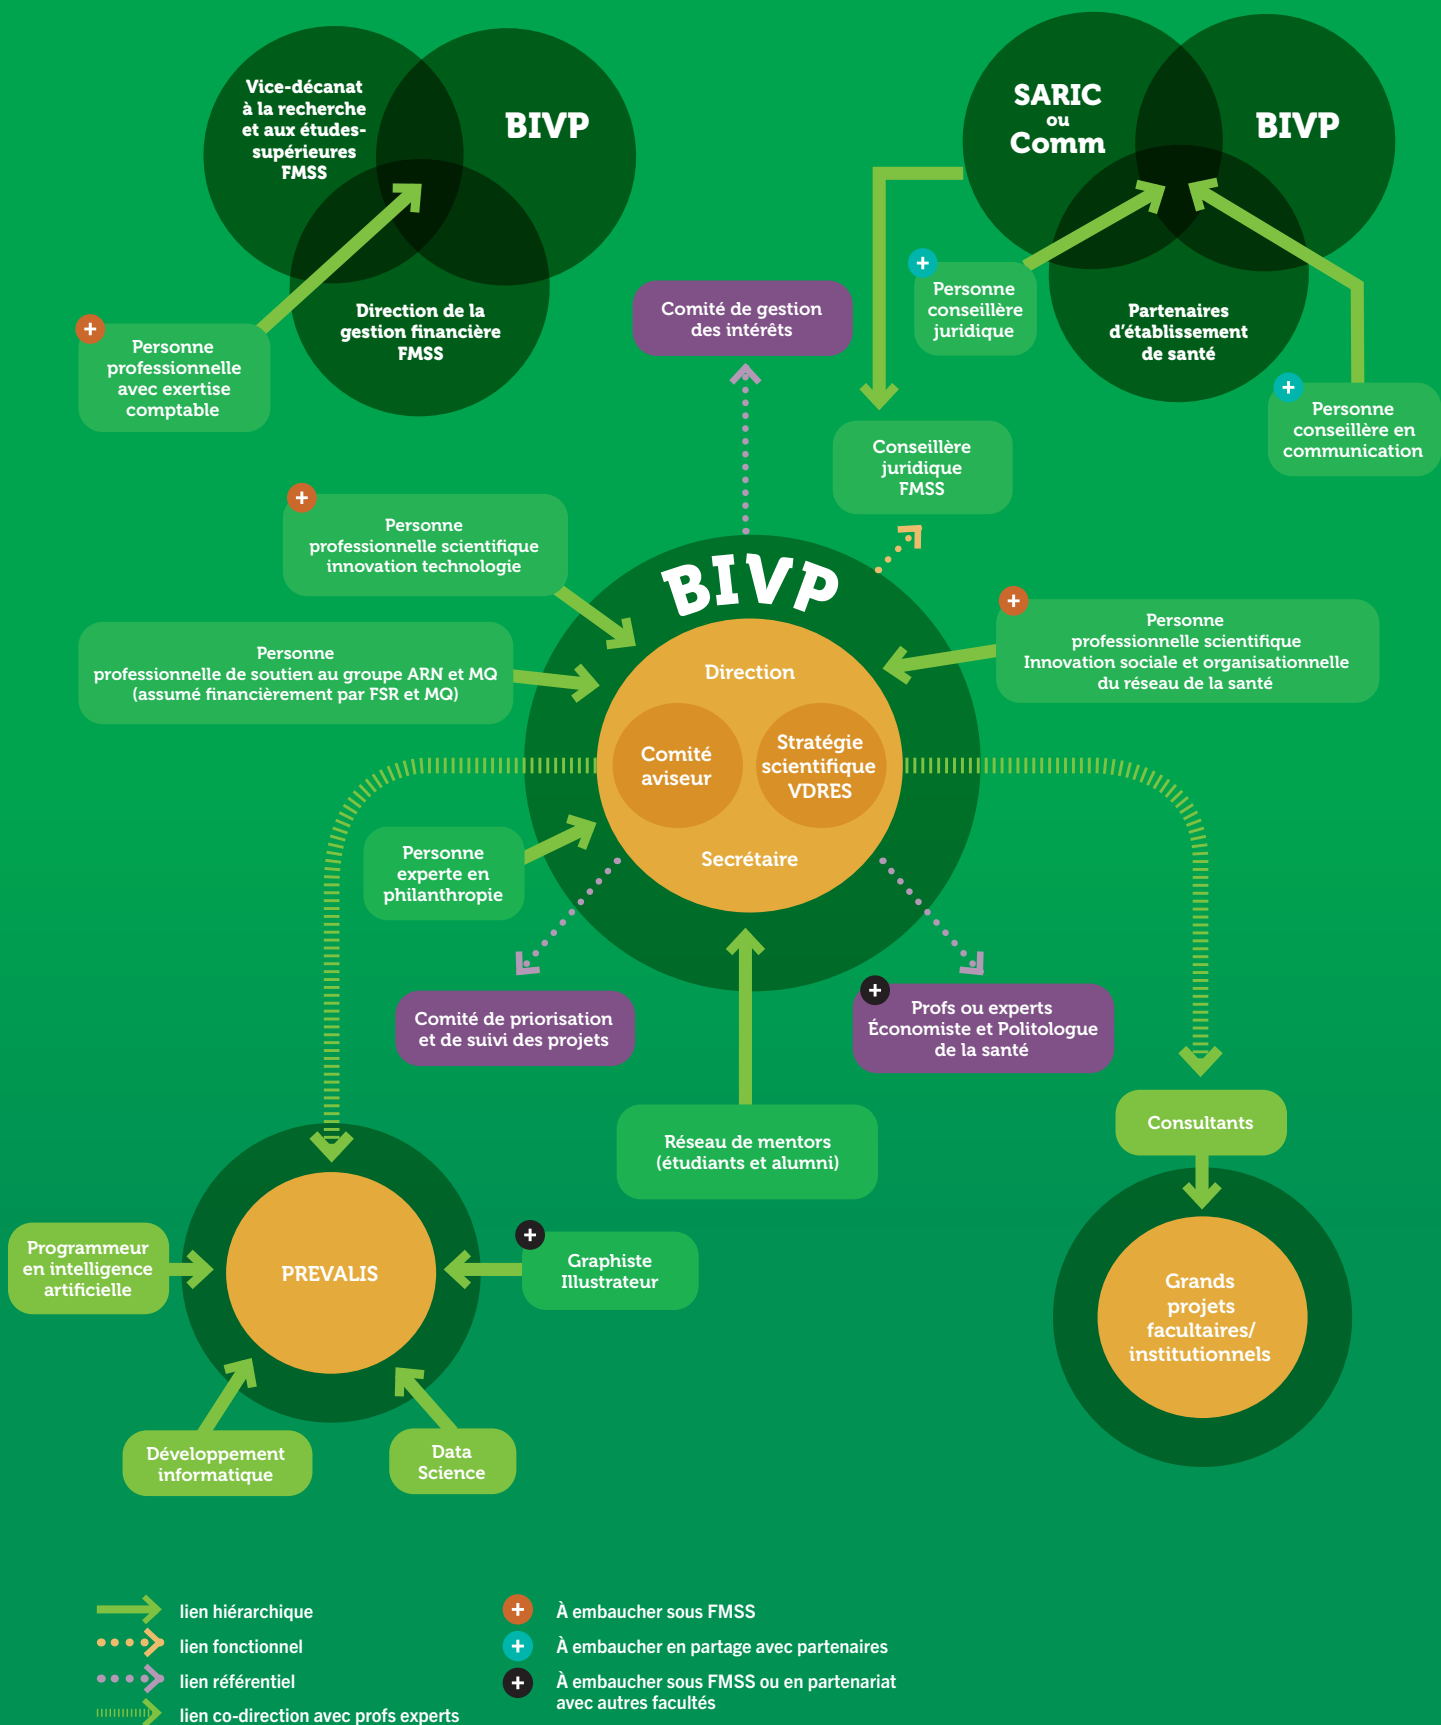 Vice-décanat
à la recherche
et aux études-
supérieures
FMSS
BIVP
Direction de la
gestion financière
FMSS
Personne
professionnelle
avec exertise
comptable
SARIC
ou
Comm
BIVP
Partenaires
d'établissement
de santé
Personne
conseillère
juridique
Personne
conseillère en
communication
Comité de gestion
des intérêts
Conseillère
juridique
FMSS
Personne
professionnelle scientifique
innovation technologie
Personne
professionnelle de soutien au groupe ARN et MQ
(assumé financièrement par FSR et MQ)
Personne
professionnelle scientifique
Innovation sociale et organisationnelle
du réseau de la santé
BIVP
Direction
Comité
aviseur
Stratégie
scientifique
VDRES
Secrétaire
Personne
experte en
philanthropie
Comité de priorisation
et de suivi des projets
Profs ou experts
Économiste et Politologue
de la santé
Réseau de mentors
(étudiants et alumni)
Consultants
Programmeur
en intelligence
artificielle
PREVALIS
Graphiste
Illustrateur
Grands
projets
facultaires/
institutionnels
Développement
informatique
Data
Science
lien hiérarchique
lien fonctionnel
lien référentiel
lien co-direction avec profs experts
À embaucher sous FMSS
À embaucher en partage avec partenaires
À embaucher sous FMSS ou en partenariat
avec autres facultés